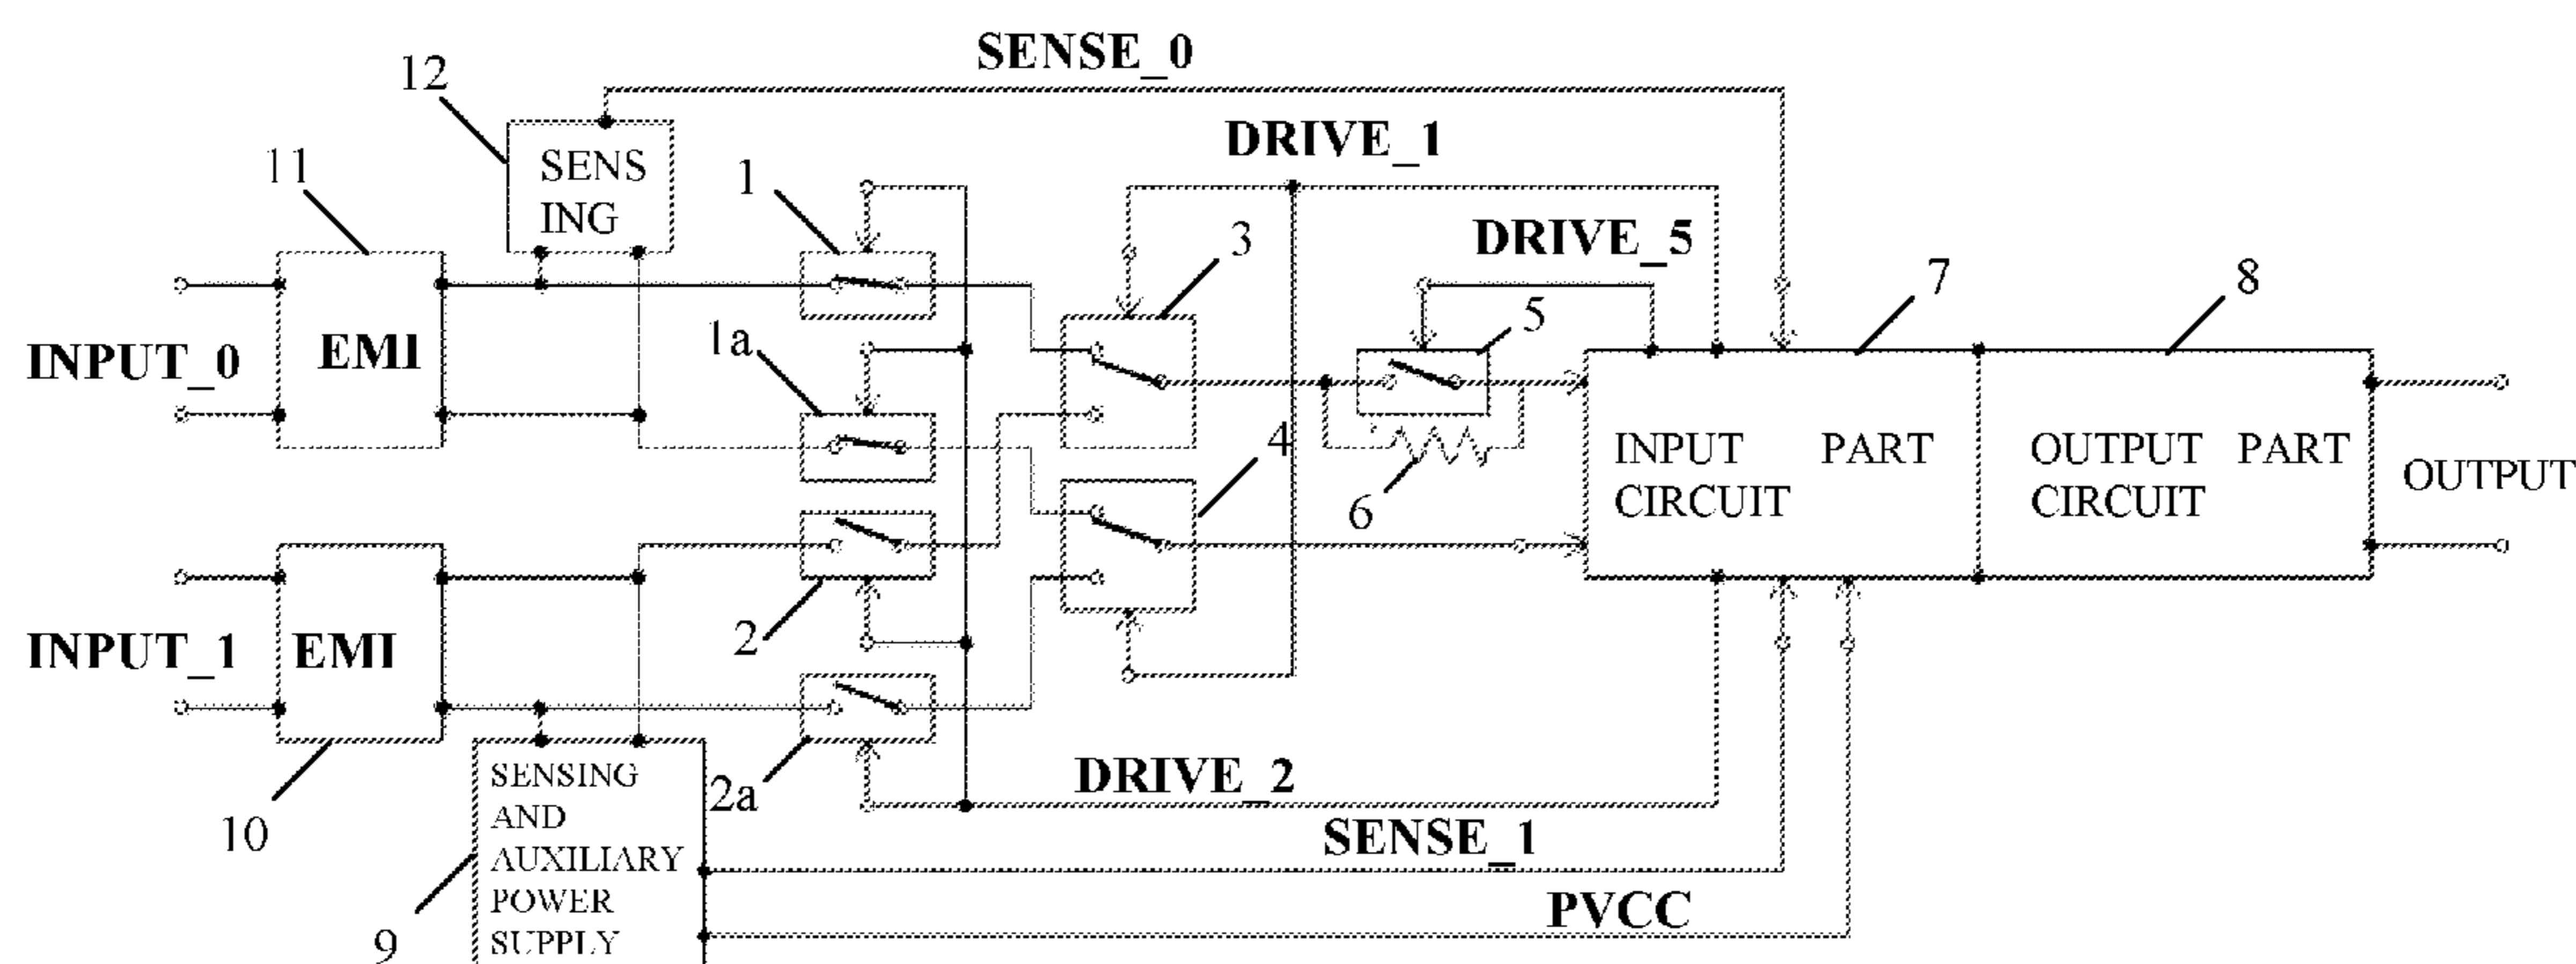 SENSE_0
12
DRIVE_1
SENS
ING
11
1
3
DRIVE_5
7
8
5
1a
INPUT_0
EMI
4
INPUT PART
CIRCUIT
OUTPUT PART
CIRCUIT
OUTPUT
6
2
INPUT_1
EMI
2a
DRIVE_2
10
SENSING
AND
AUXILIARY
POWER
SUPPLY
SENSE_1
PVCC
9